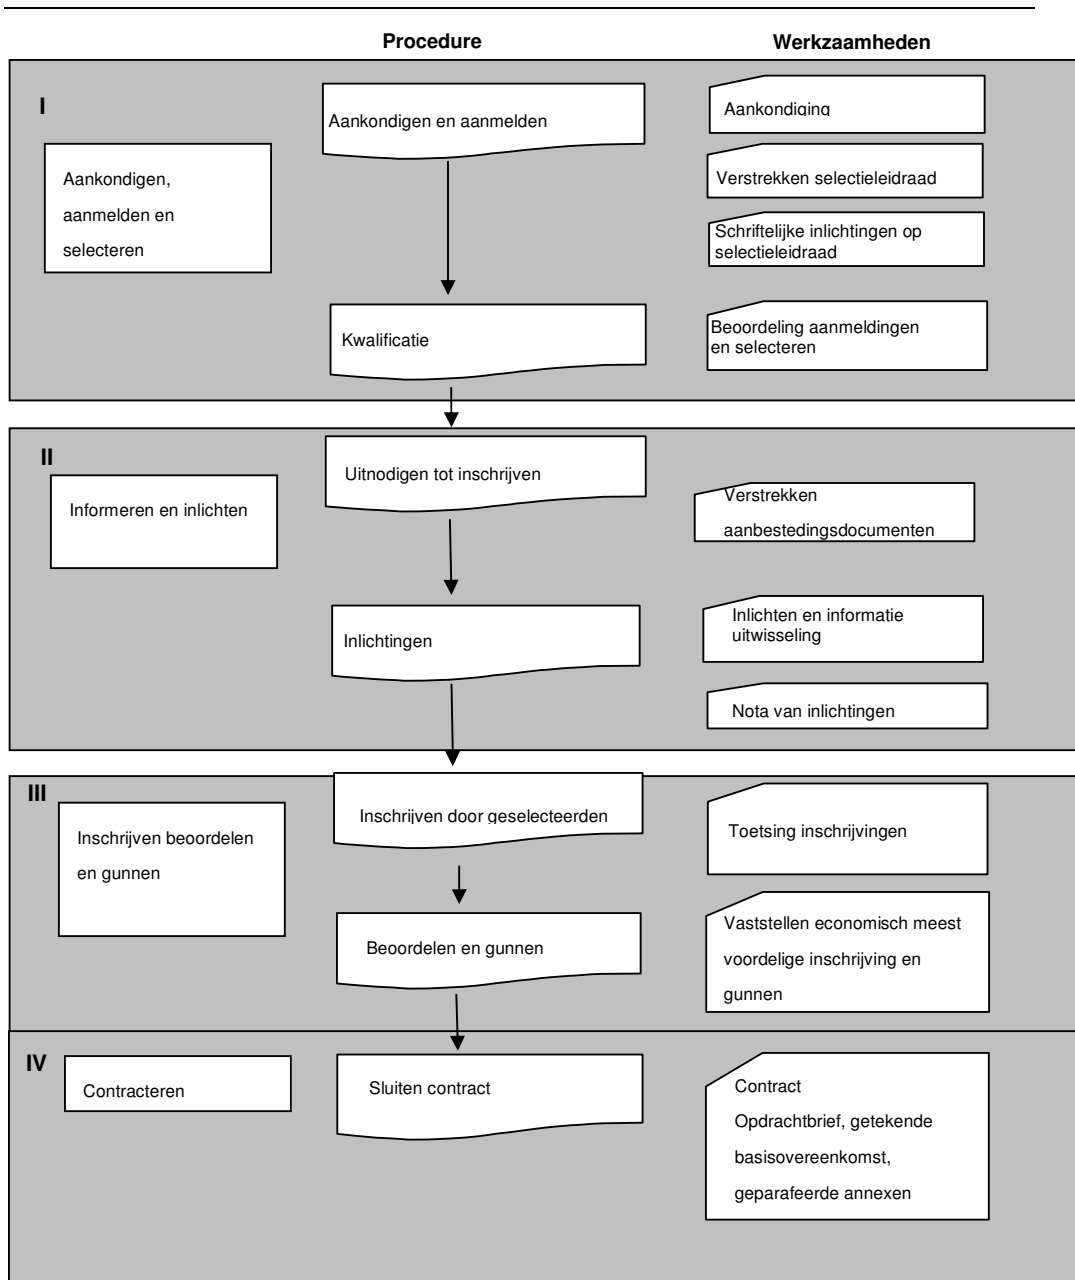 Procedure
Werkzaamheden
I
Aankondigen,
aanmelden en
selecteren
Aankondigen en aanmelden
Kwalificatie
Aankondiging
Verstrekken selectieleidraad
Schriftelijke inlichtingen op
selectieleidraad
Beoordeling aanmeldingen
en selecteren
II
Informeren en inlichten
Uitnodigen tot inschrijven
Inlichtingen
Verstrekken
aanbestedingsdocumenten
Inlichten en informatie
uitwisseling
Nota van inlichtingen
III
Inschrijven beoordelen
en gunnen
Inschrijven door geselecteerden
Beoordelen en gunnen
Toetsing inschrijvingen
Vaststellen economisch meest
voordelige inschrijving en
gunnen
IV
Contracteren
Sluiten contract
Contract
Opdrachtbrief, getekende
basisovereenkomst,
geparafeerde annexen